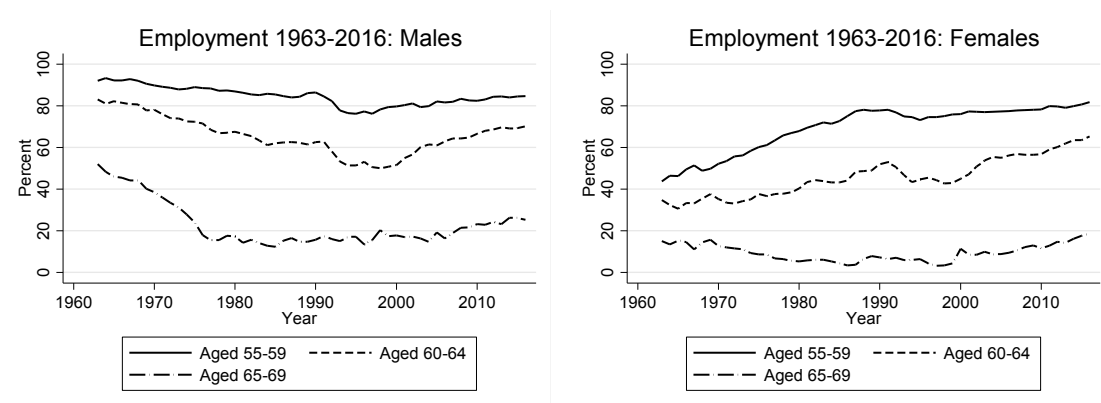 Employment 1963-2016: Males
100
80
60
40
20
0
Percent
1960 1970 1980 1990 2000 2010
Year
Aged 55-59 Aged 60-64
Aged 65-69
Employment 1963-2016: Females
100
80
60
40
20
0
Percent
1960 1970 1980 1990 2000 2010
Year
Aged 55-59 Aged 60-64
Aged 65-69